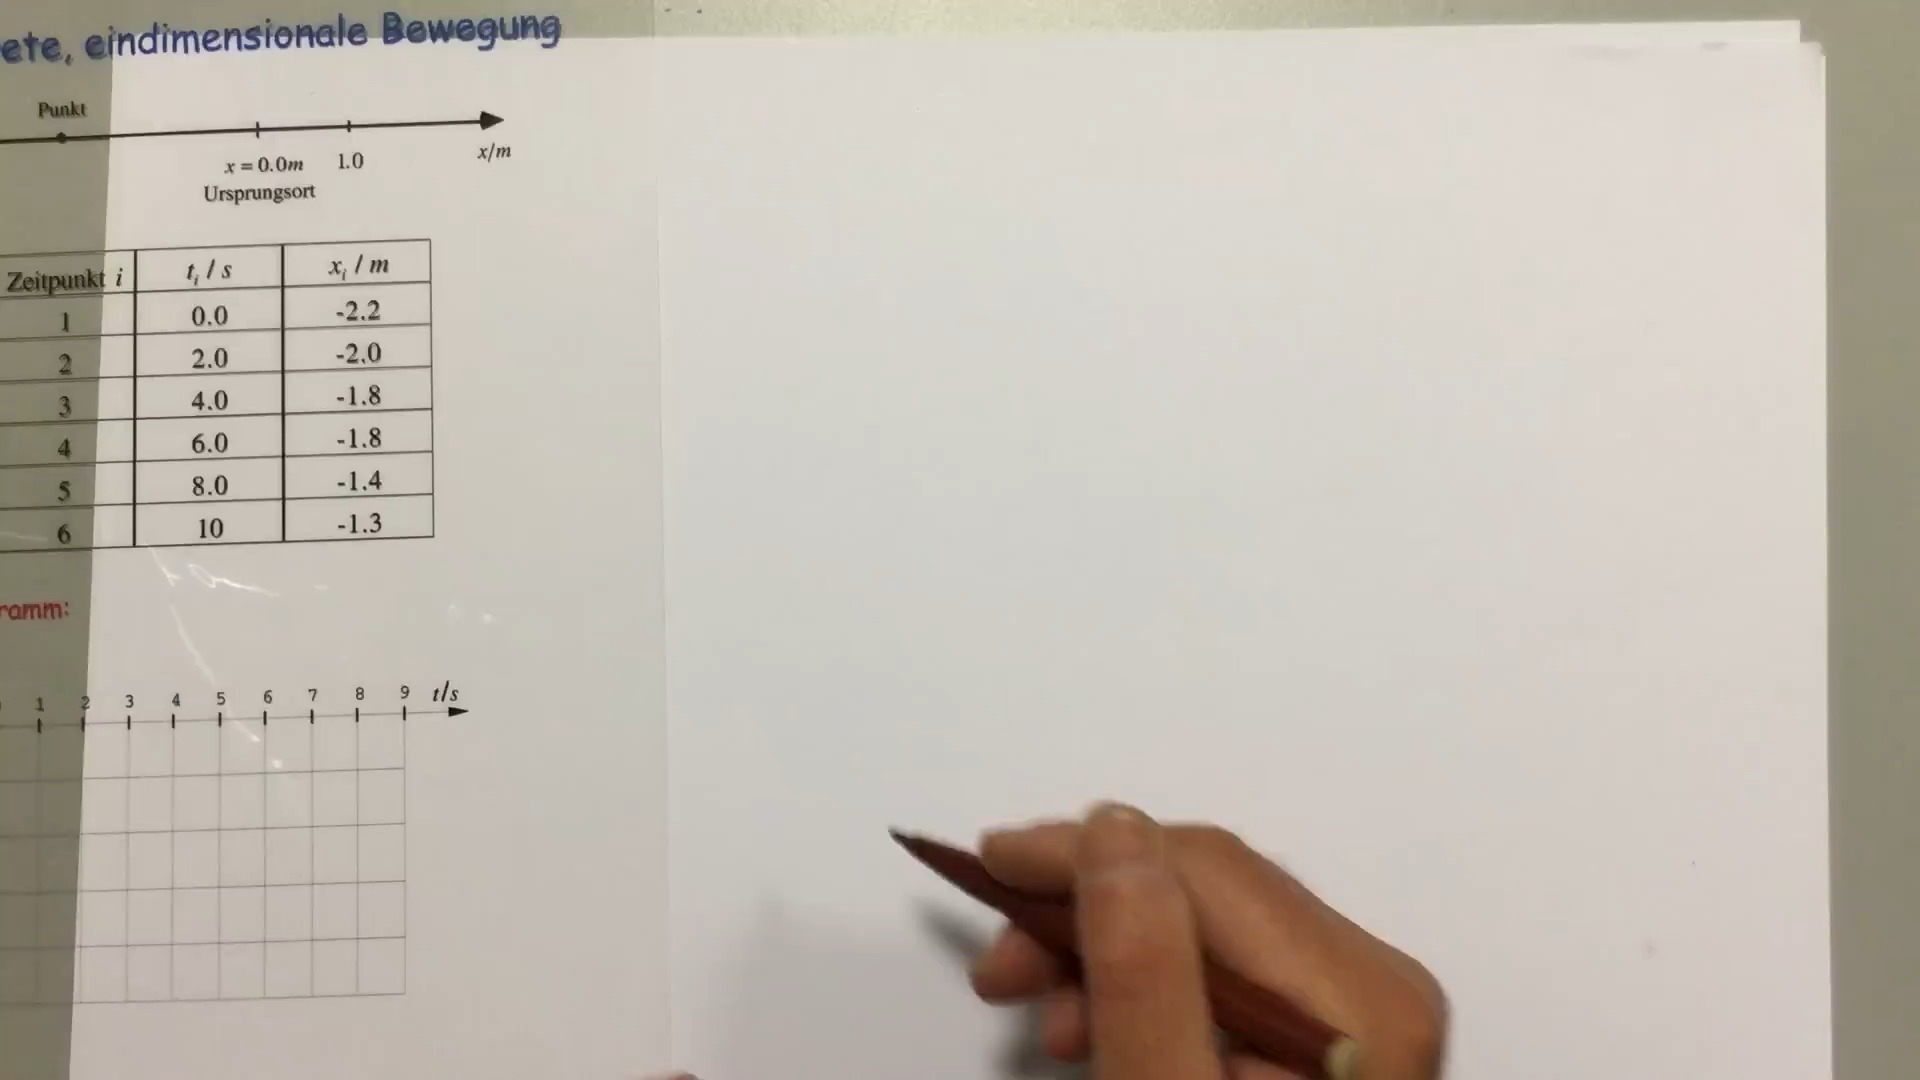 eindimensionale Bewegung
Punkt
x = 0.0m 1.0 x/m
Ursprungsort
Zeitpunkt i tᵢ / s xᵢ / m
1 0.0 -2.2
2 2.0 -2.0
3 4.0 -1.8
4 6.0 -1.8
5 8.0 -1.4
6 10 -1.3
1 2 3 4 5 6 7 8 9 t/s